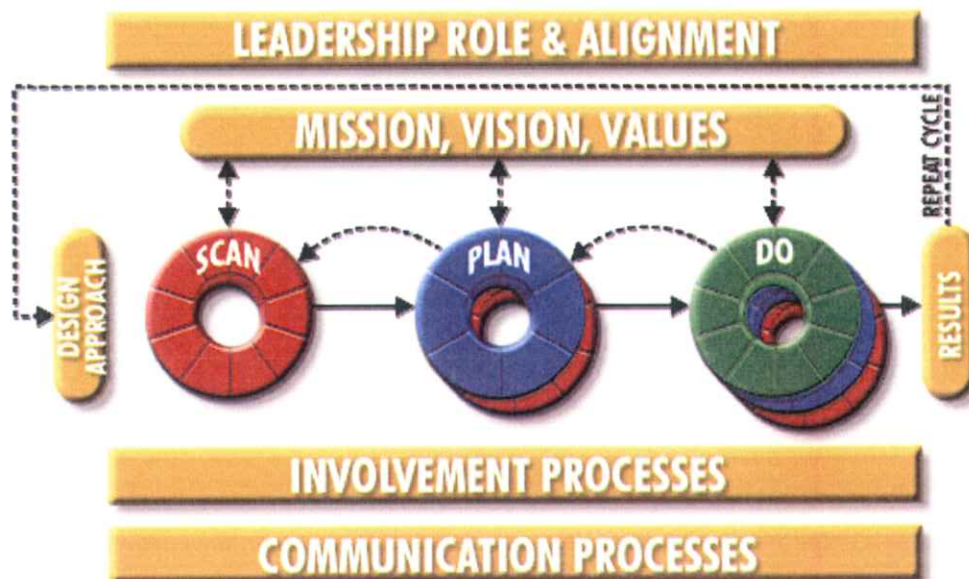 LEADERSHIP ROLE & ALIGNMENT
MISSION, VISION, VALUES
REPEAT CYCLE
SCAN
PLAN
DO
DESIGN
APPROACH
RESULTS
INVOLVEMENT PROCESSES
COMMUNICATION PROCESSES